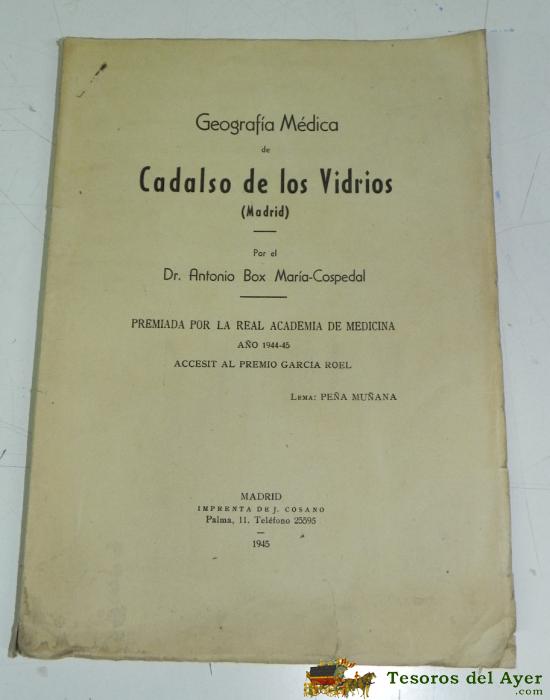 Geografía Médica
de
Cadalso de los Vidrios
(Madrid)
Por el
Dr. Antonio Box María-Cospedal
PREMIADA POR LA REAL ACADEMIA DE MEDICINA
AÑO 1944-45
ACCESIT AL PREMIO GARCIA ROEL
LEMA: PEÑA MUÑANA
MADRID
IMPRENTA DE J. COSANO
Palma, 11. Teléfono 25595
1945
Tesoros del Ayer
.com